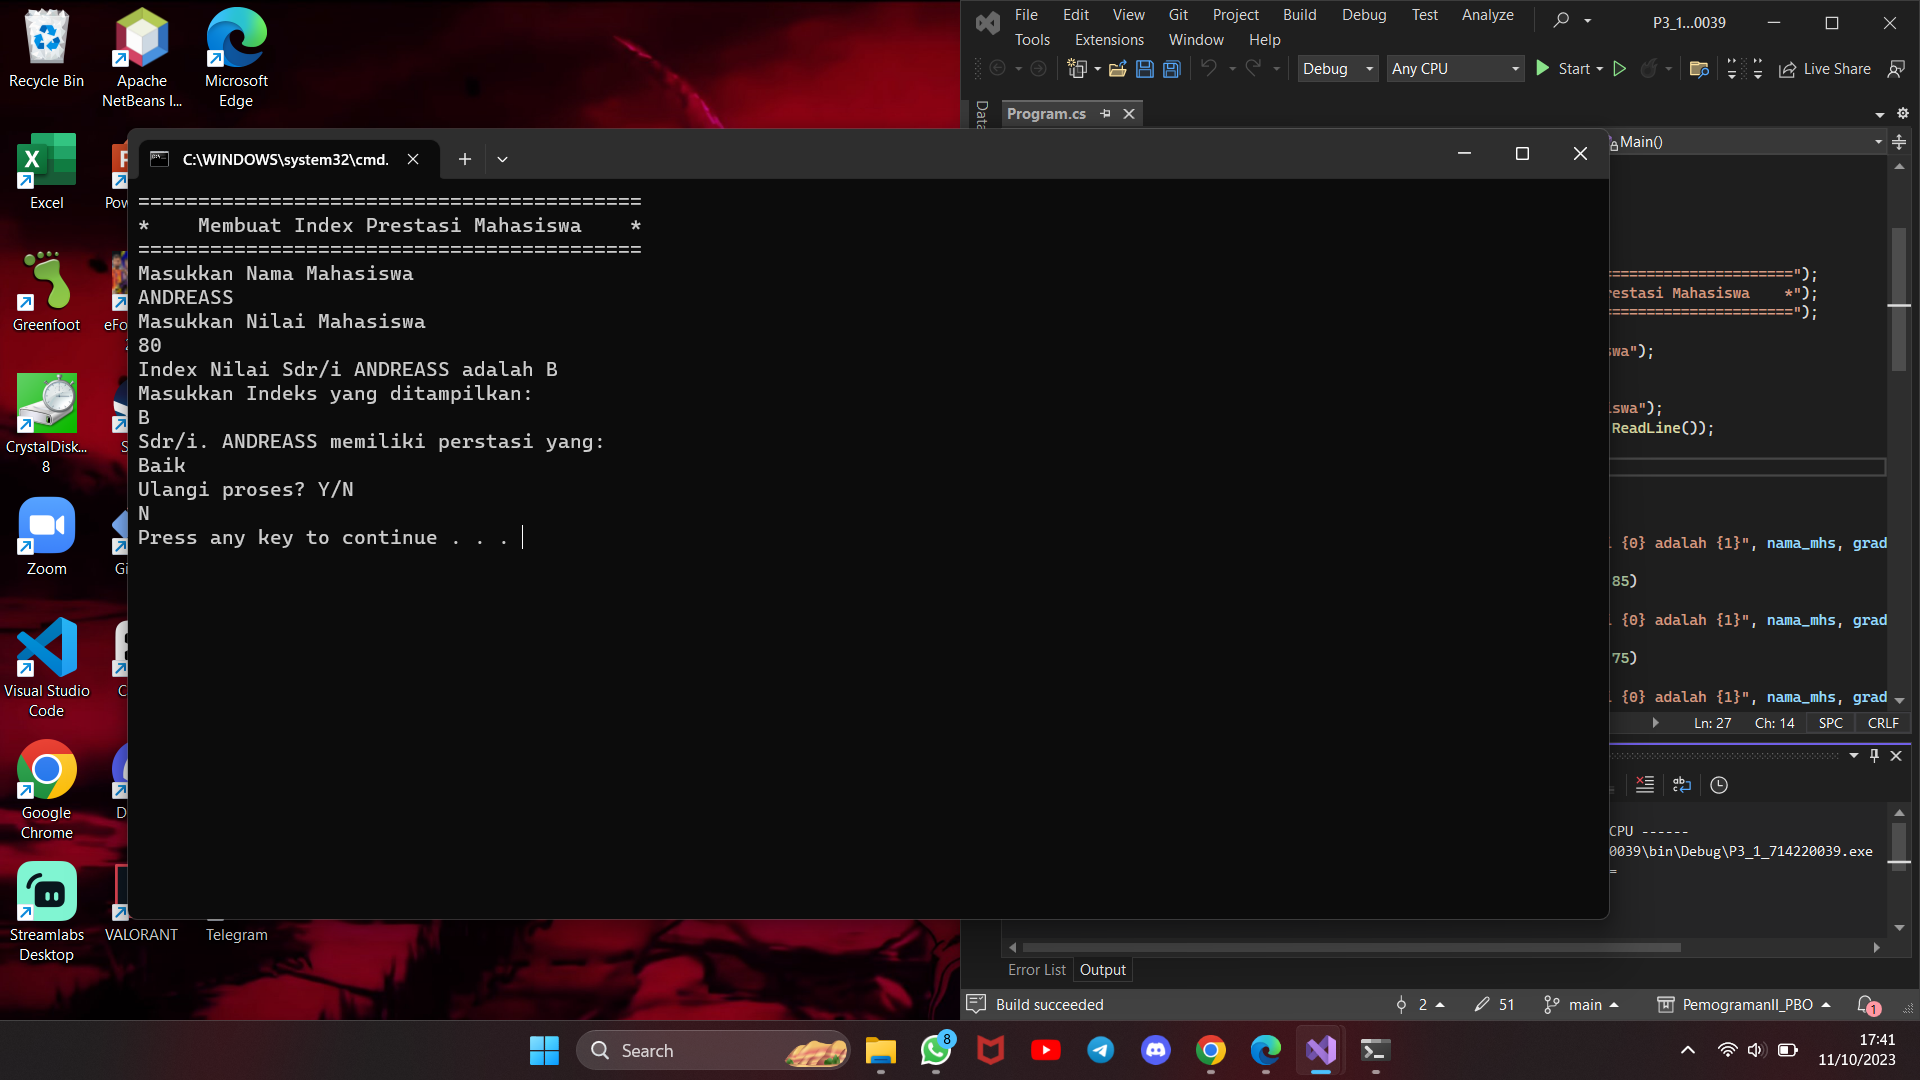 Recycle Bin
Apache
NetBeans I...
Microsoft
Edge
Excel
Greenfoot
CrystalDisk...
8
Zoom
Visual Studio
Code
Google
Chrome
Streamlabs
Desktop
VALORANT
Telegram
File Edit View Git Project Build Debug Test Analyze
Tools Extensions Window Help
P3_1...0039
Debug Any CPU Start Live Share
Program.cs
Main()
C:\WINDOWS\system32\cmd.
==========================================
*    Membuat Index Prestasi Mahasiswa    *
==========================================
Masukkan Nama Mahasiswa
ANDREASS
Masukkan Nilai Mahasiswa
80
Index Nilai Sdr/i ANDREASS adalah B
Masukkan Indeks yang ditampilkan:
B
Sdr/i. ANDREASS memiliki perstasi yang:
Baik
Ulangi proses? Y/N
N
Press any key to continue . . .
=====================");
restasi Mahasiswa    *");
=====================");
swa");
iswa");
ReadLine());
{0} adalah {1}", nama_mhs, grad
85)
{0} adalah {1}", nama_mhs, grad
75)
{0} adalah {1}", nama_mhs, grad
Ln: 27 Ch: 14 SPC CRLF
CPU ------
0039\bin\Debug\P3_1_714220039.exe
=
Error List Output
Build succeeded
2 51 main PemogramanII_PBO 1
Search
8
17:41
11/10/2023